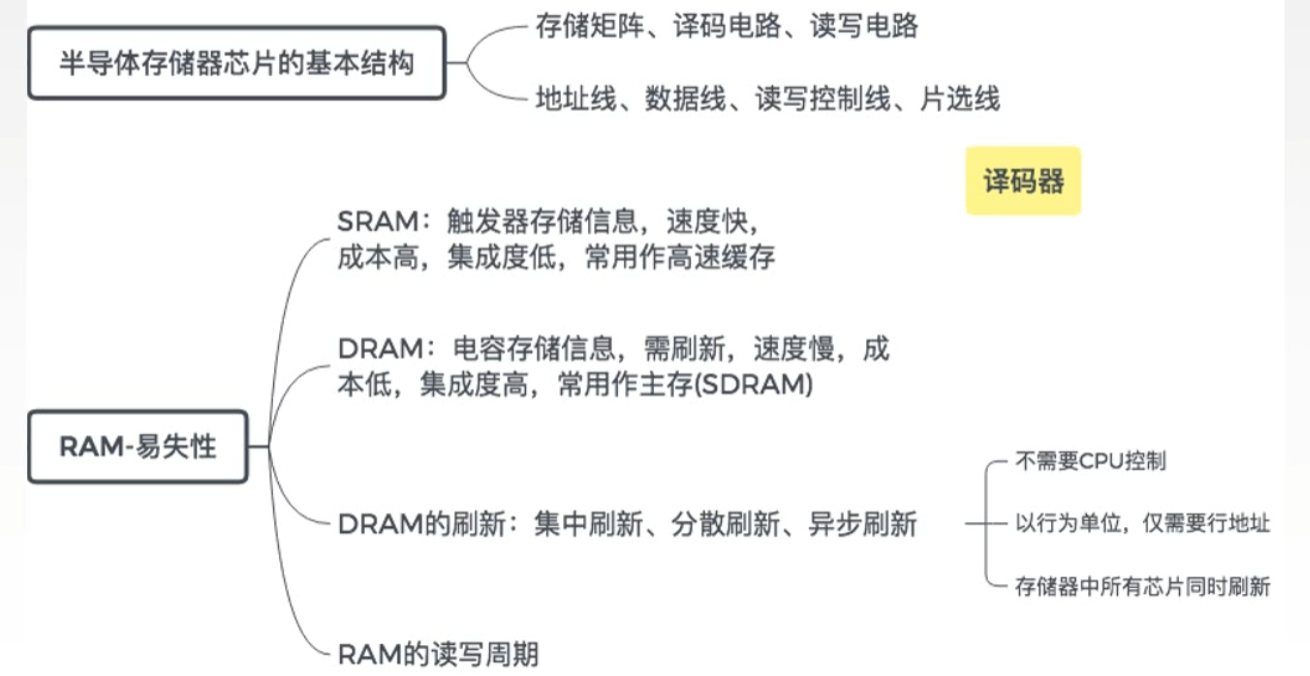 存储矩阵、译码电路、读写电路
半导体存储器芯片的基本结构
地址线、数据线、读写控制线、片选线
译码器
SRAM：触发器存储信息，速度快，
成本高，集成度低，常用作高速缓存
DRAM：电容存储信息，需刷新，速度慢，成
本低，集成度高，常用作主存(SDRAM)
RAM-易失性
DRAM的刷新：集中刷新、分散刷新、异步刷新
不需要CPU控制
以行为单位，仅需要行地址
存储器中所有芯片同时刷新
RAM的读写周期